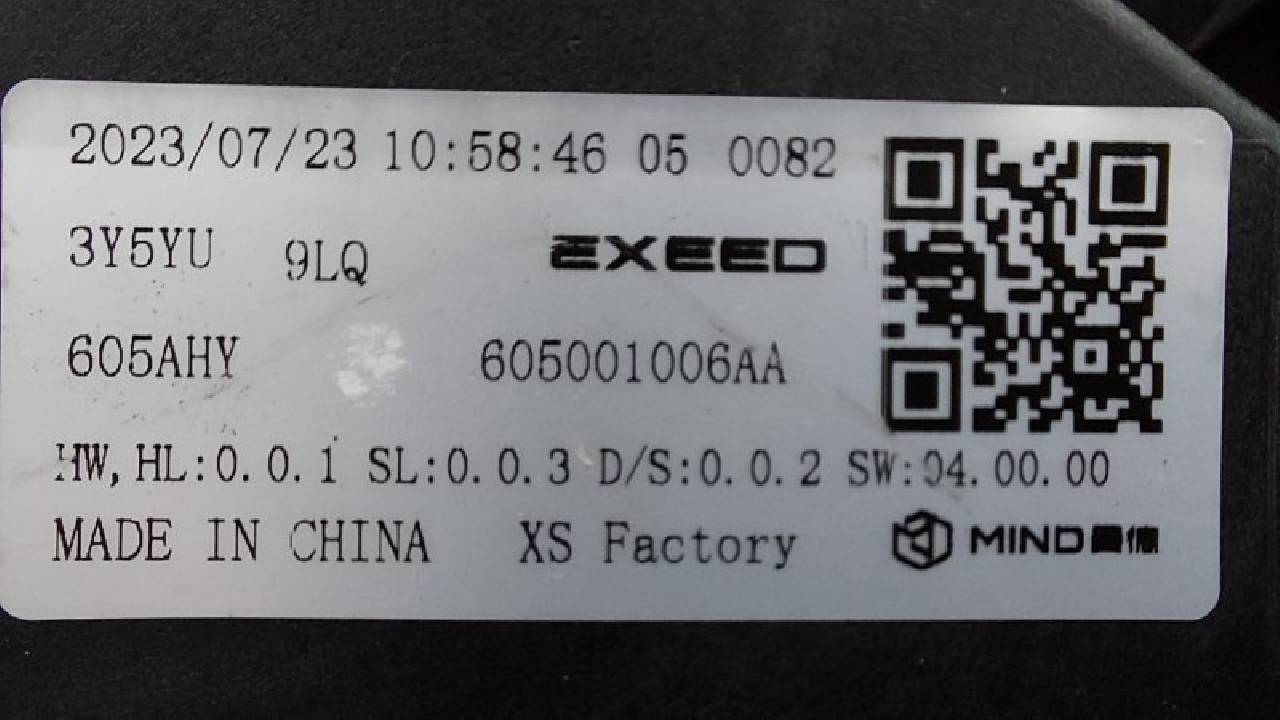 2023/07/23 10:58:46 05 0082
3Y5YU 9LQ EXEED
605AHY 605001006AA
HW, HL:0.0.1 SL:0.0.3 D/S:0.0.2 SW:04.00.00
MADE IN CHINA XS Factory MIND